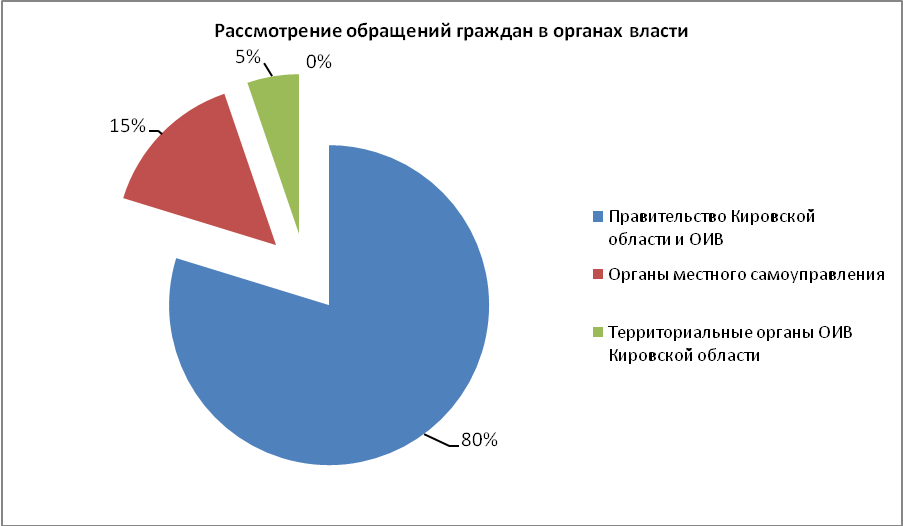 Рассмотрение обращений граждан в органах власти
5%
0%
15%
80%
Правительство Кировской
области и ОИВ
Органы местного самоуправления
Территориальные органы ОИВ
Кировской области